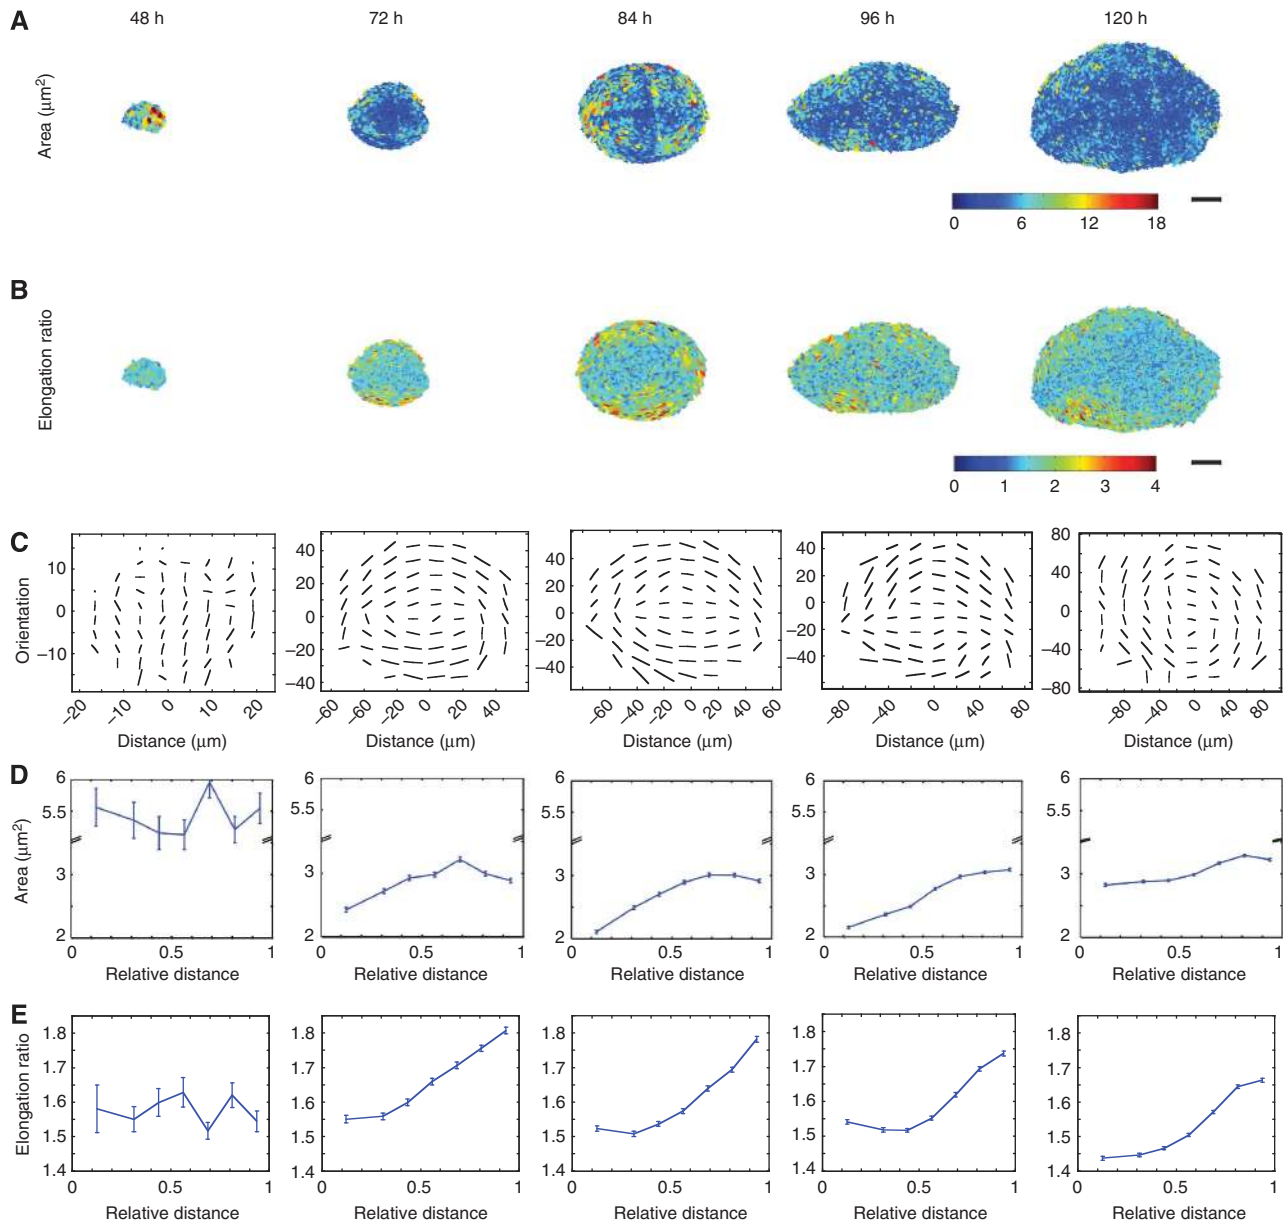 A 48 h 72 h 84 h 96 h 120 h
Area (μm²)
0 6 12 18
B
Elongation ratio
0 1 2 3 4
C
Orientation
10 0 −10
−20 −10 0 10 20
Distance (μm)
40 20 0 −20 −40
−60 −40 −20 0 20 40
Distance (μm)
40 20 0 −20 −40
−60 −40 −20 0 20 40 60
Distance (μm)
40 20 0 −20 −40
−80 −40 0 40 80
Distance (μm)
80 60 40 20 0 −20 −40 −60 −80
−80 −40 0 40 80
Distance (μm)
D
Area (μm²)
6 5.5 3 2
0 0.5 1
Relative distance
6 5.5 3 2
0 0.5 1
Relative distance
6 5.5 3 2
0 0.5 1
Relative distance
6 5.5 3 2
0 0.5 1
Relative distance
6 5.5 3 2
0 0.5 1
Relative distance
E
Elongation ratio
1.8 1.7 1.6 1.5 1.4
0 0.5 1
Relative distance
1.8 1.7 1.6 1.5 1.4
0 0.5 1
Relative distance
1.8 1.7 1.6 1.5 1.4
0 0.5 1
Relative distance
1.8 1.7 1.6 1.5 1.4
0 0.5 1
Relative distance
1.8 1.7 1.6 1.5 1.4
0 0.5 1
Relative distance